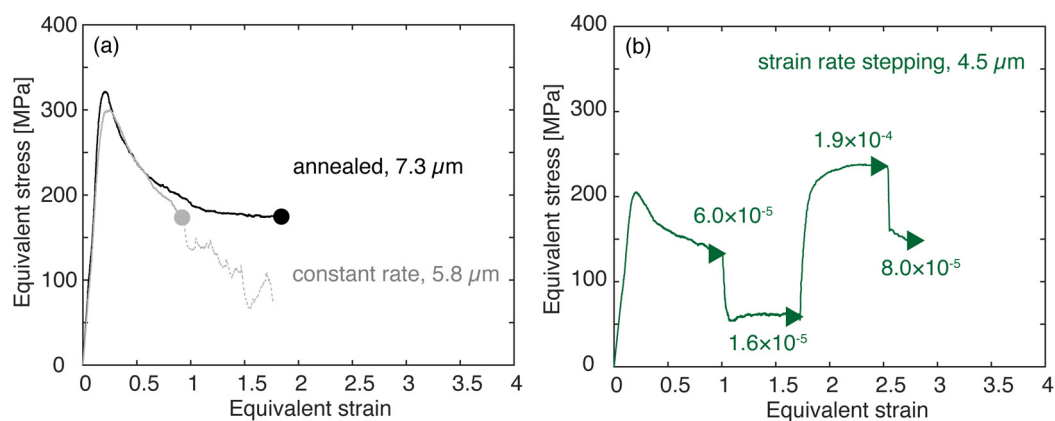 (a)
400
300
200
100
0
Equivalent stress [MPa]
annealed, 7.3 µm
constant rate, 5.8 µm
0 0.5 1 1.5 2 2.5 3 3.5 4
Equivalent strain
(b)
400
300
200
100
0
Equivalent stress [MPa]
strain rate stepping, 4.5 µm
1.9×10⁻⁴
6.0×10⁻⁵
8.0×10⁻⁵
1.6×10⁻⁵
0 0.5 1 1.5 2 2.5 3 3.5 4
Equivalent strain